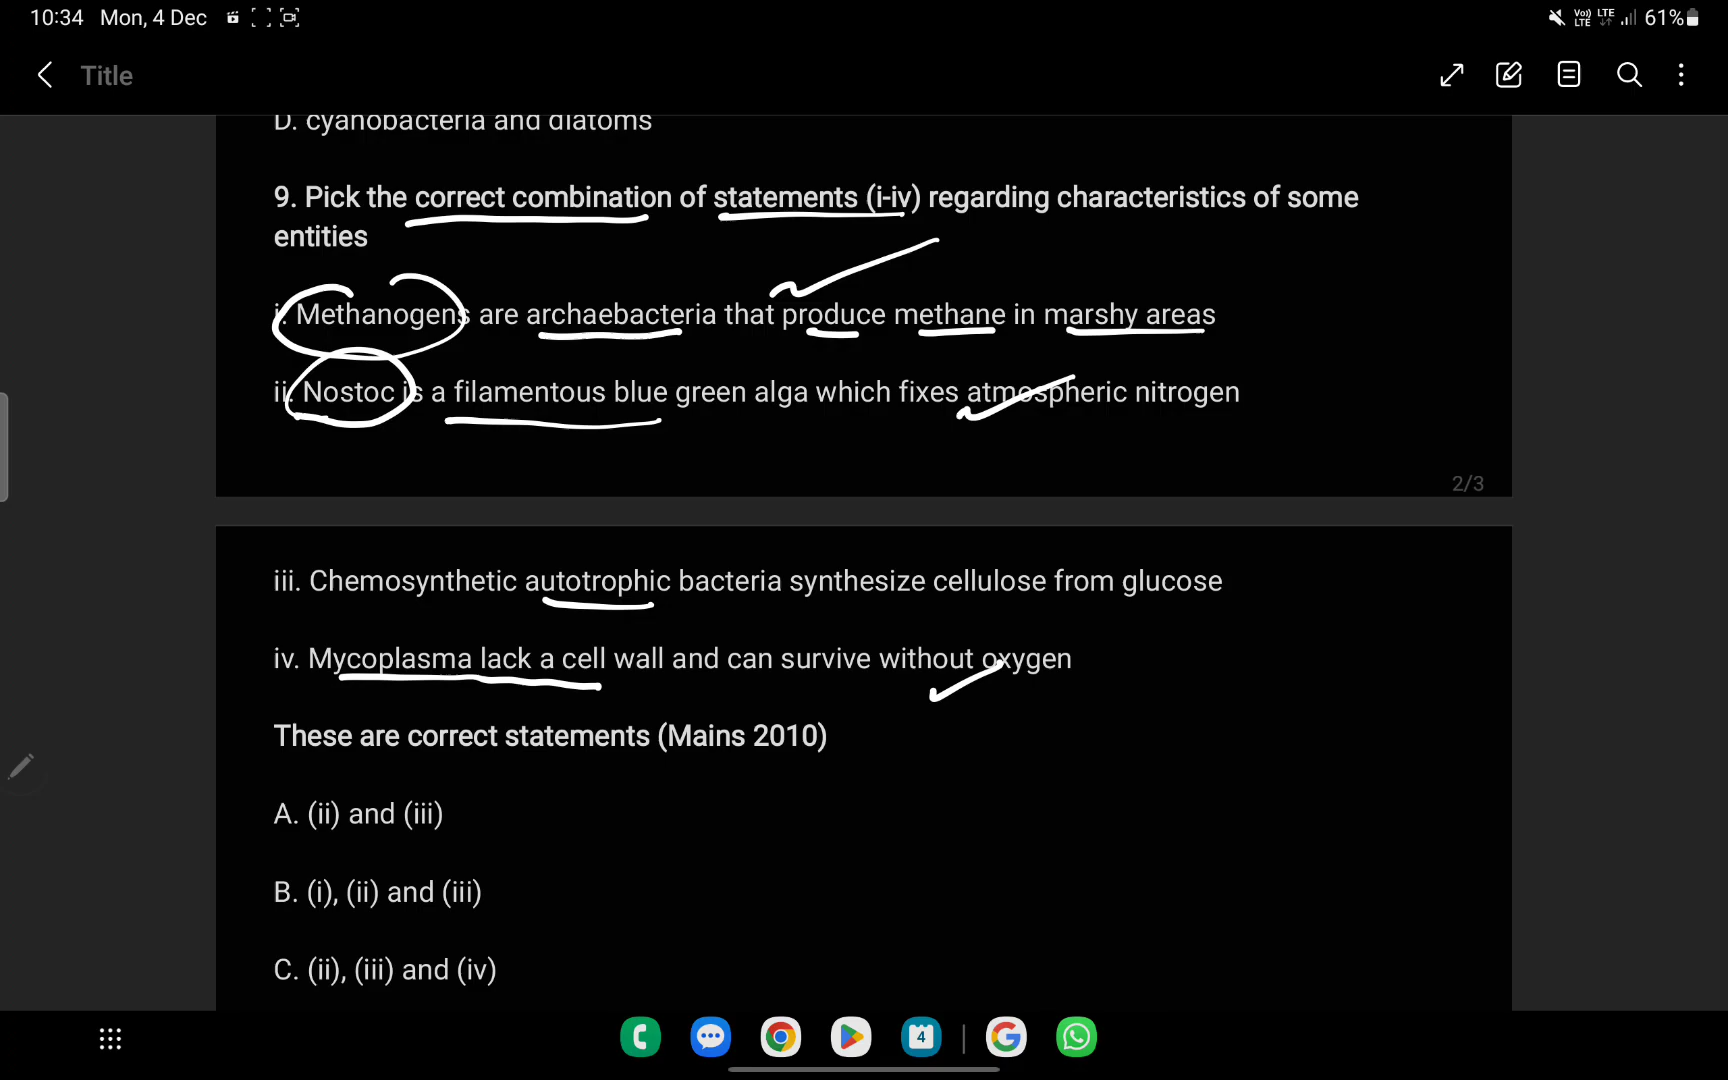 10:34 Mon, 4 Dec
Vo)) LTE LTE 61%
Title
D. cyanobacteria and diatoms
9. Pick the correct combination of statements (i-iv) regarding characteristics of some
entities
i. Methanogens are archaebacteria that produce methane in marshy areas
ii. Nostoc is a filamentous blue green alga which fixes atmospheric nitrogen
2/3
iii. Chemosynthetic autotrophic bacteria synthesize cellulose from glucose
iv. Mycoplasma lack a cell wall and can survive without oxygen
These are correct statements (Mains 2010)
A. (ii) and (iii)
B. (i), (ii) and (iii)
C. (ii), (iii) and (iv)
4